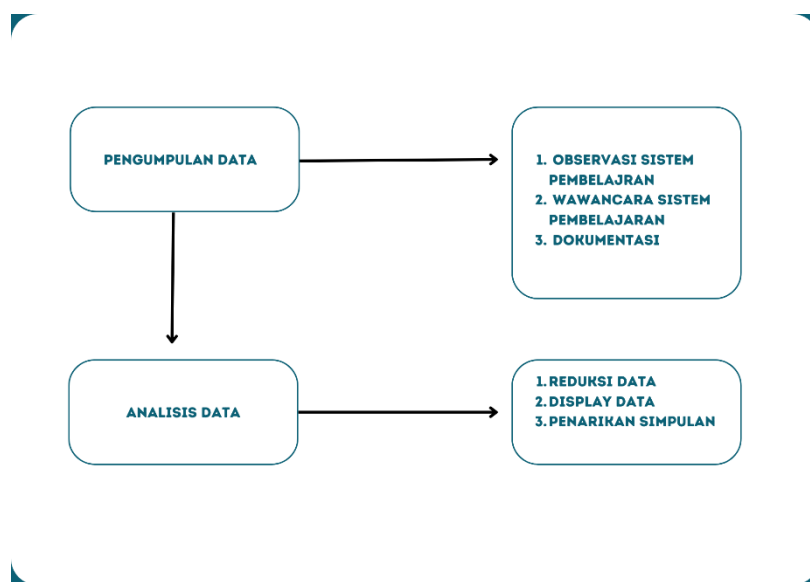 PENGUMPULAN DATA
1. OBSERVASI SISTEM
PEMBELAJRAN
2. WAWANCARA SISTEM
PEMBELAJARAN
3. DOKUMENTASI
ANALISIS DATA
1. REDUKSI DATA
2. DISPLAY DATA
3. PENARIKAN SIMPULAN